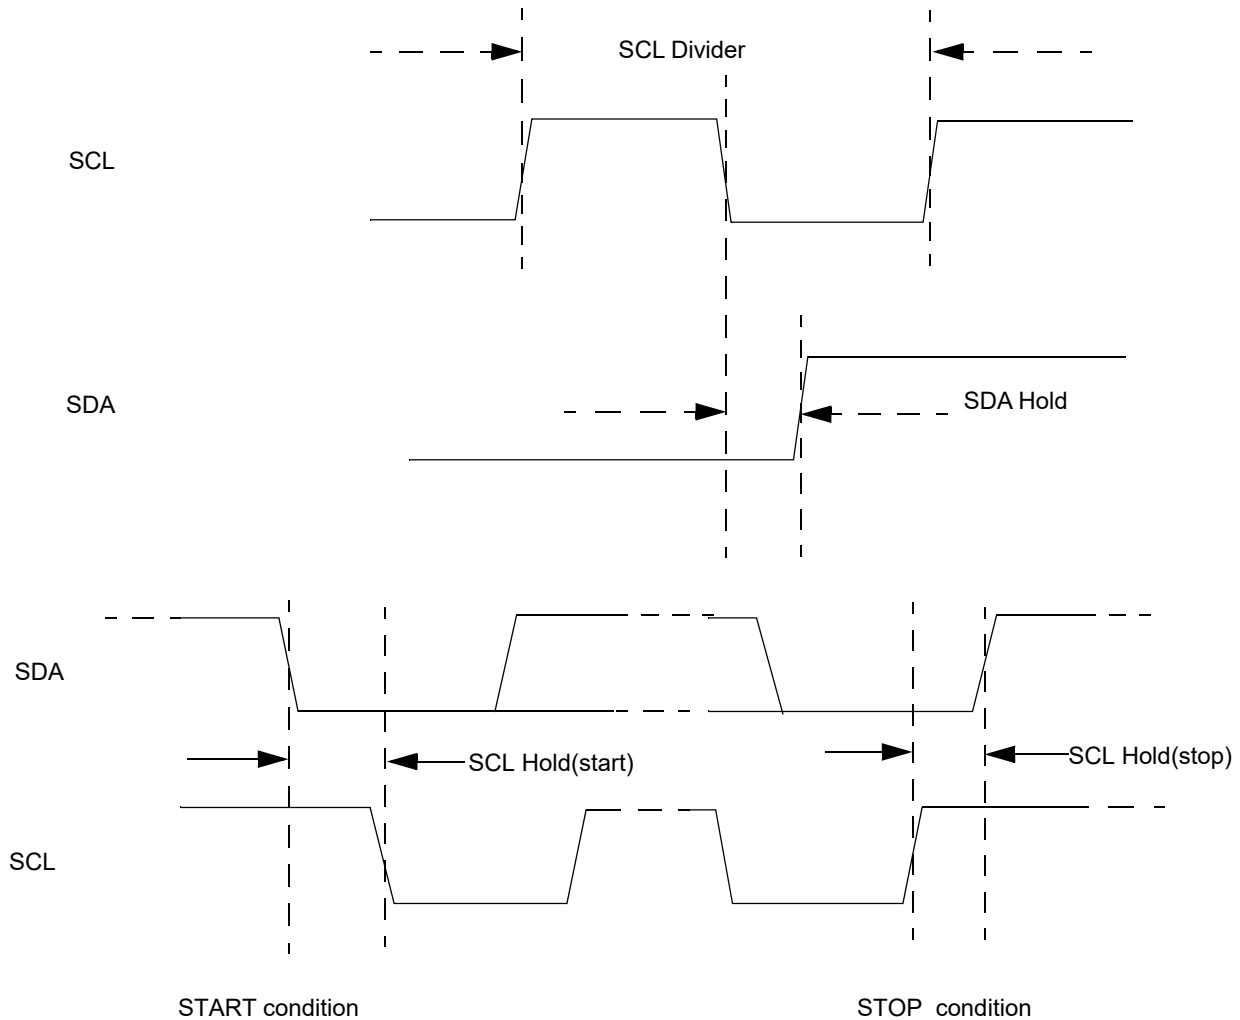 SCL Divider
SCL
SDA
SDA Hold
SDA
SCL Hold(start)
SCL Hold(stop)
SCL
START condition
STOP condition